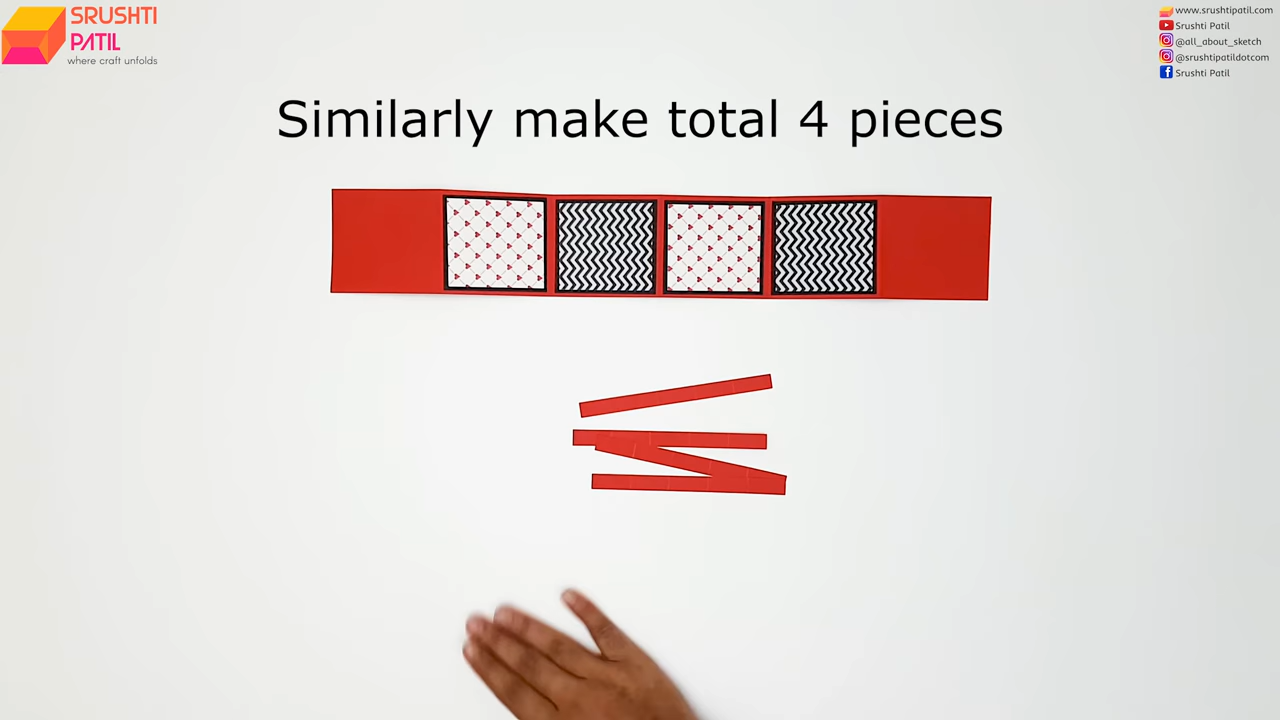 SRUSHTI
PATIL
where craft unfolds
www.srushtipatil.com
Srushti Patil
@all_about_sketch
@srushtipatildotcom
Srushti Patil
Similarly make total 4 pieces